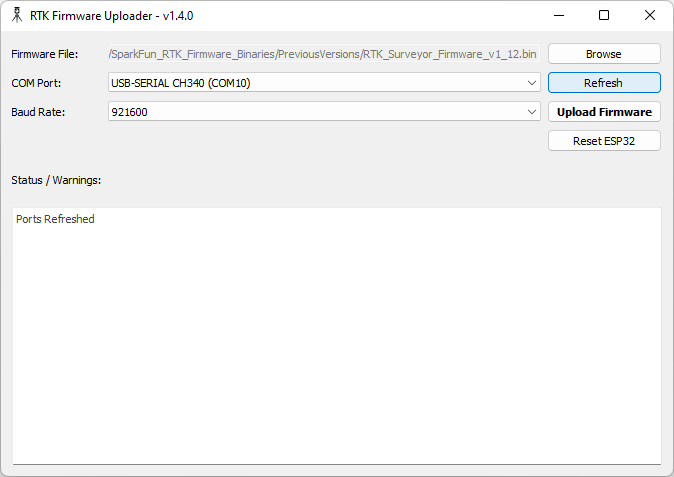 RTK Firmware Uploader - v1.4.0
Firmware File: /SparkFun_RTK_Firmware_Binaries/PreviousVersions/RTK_Surveyor_Firmware_v1_12.bin Browse
COM Port: USB-SERIAL CH340 (COM10) Refresh
Baud Rate: 921600 Upload Firmware
Reset ESP32
Status / Warnings:
Ports Refreshed